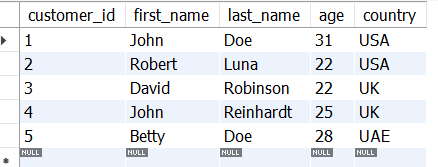 customer_id first_name last_name age country
1 John Doe 31 USA
2 Robert Luna 22 USA
3 David Robinson 22 UK
4 John Reinhardt 25 UK
5 Betty Doe 28 UAE
NULL NULL NULL NULL NULL